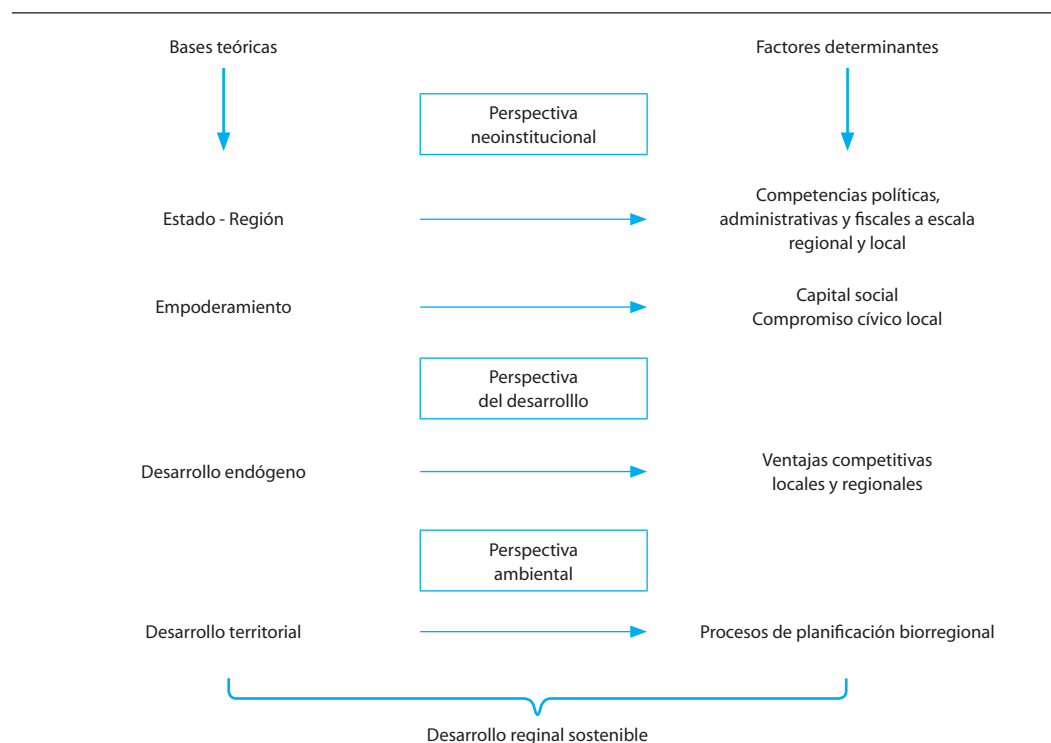 Bases teóricas
Factores determinantes
Perspectiva
neoinstitucional
Estado - Región
Competencias políticas,
administrativas y fiscales a escala
regional y local
Empoderamiento
Capital social
Compromiso cívico local
Perspectiva
del desarrolllo
Desarrollo endógeno
Ventajas competitivas
locales y regionales
Perspectiva
ambiental
Desarrollo territorial
Procesos de planificación biorregional
Desarrollo reginal sostenible